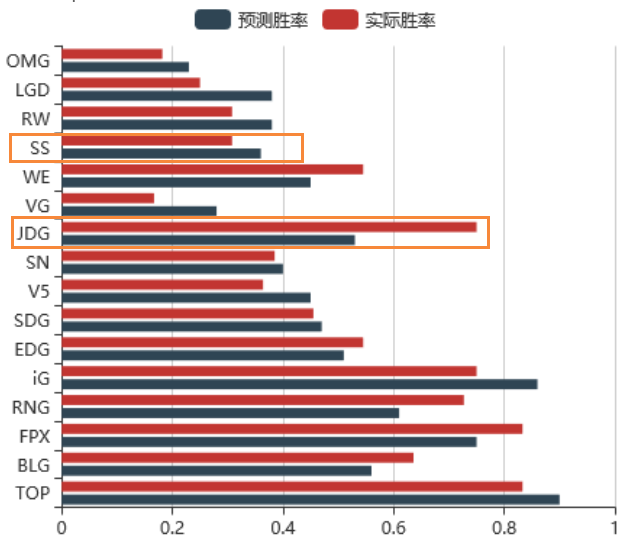 预测胜率 实际胜率
OMG
LGD
RW
SS
WE
VG
JDG
SN
V5
SDG
EDG
iG
RNG
FPX
BLG
TOP
0 0.2 0.4 0.6 0.8 1